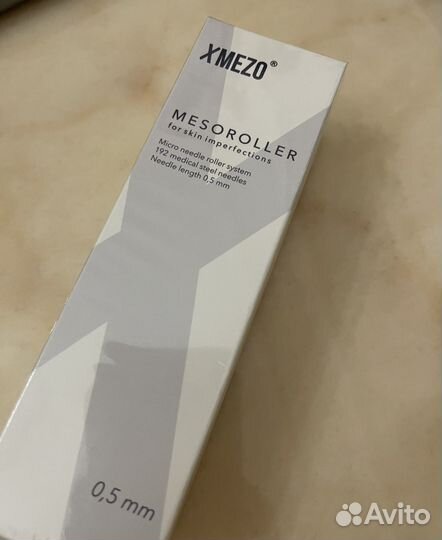 XMEZO®
MESOROLLER
for skin imperfections
Micro needle roller system
192 medical steel needles
Needle length 0,5 mm
0,5 mm
Avito